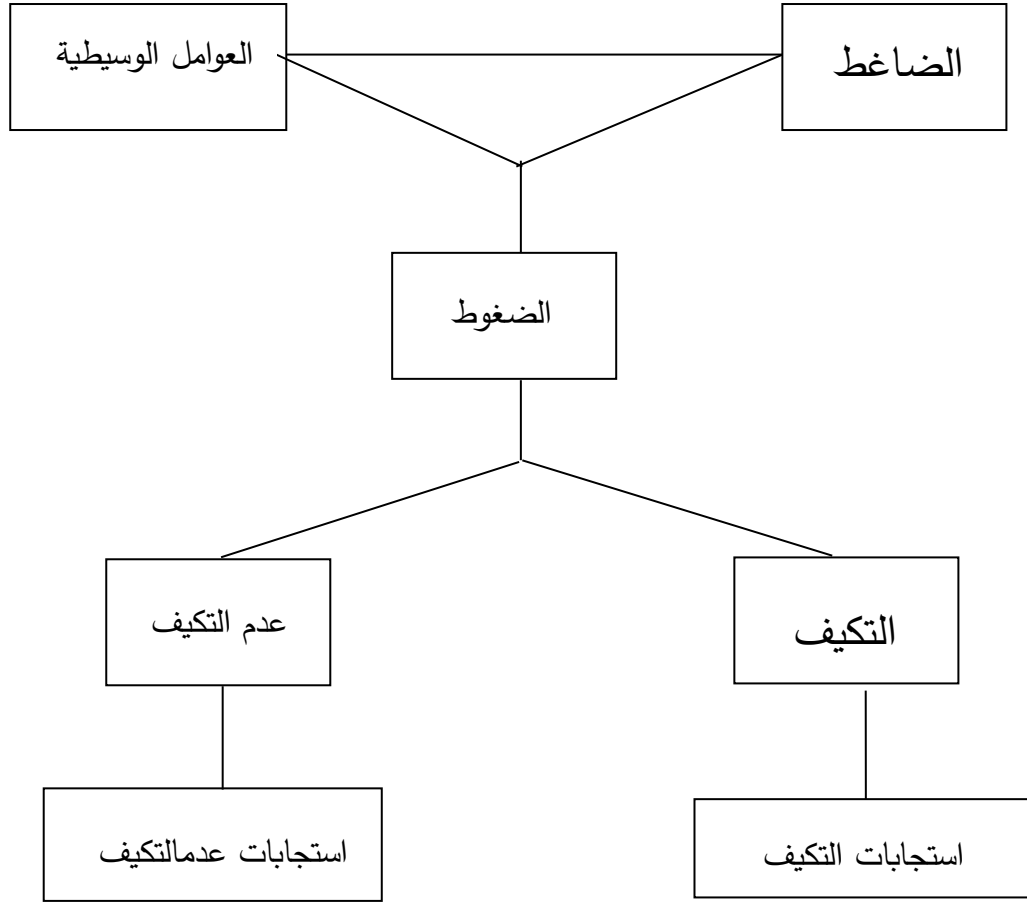 الضاغط
العوامل الوسيطية
الضغوط
التكيف
عدم التكيف
استجابات التكيف
استجابات عدمالتكيف